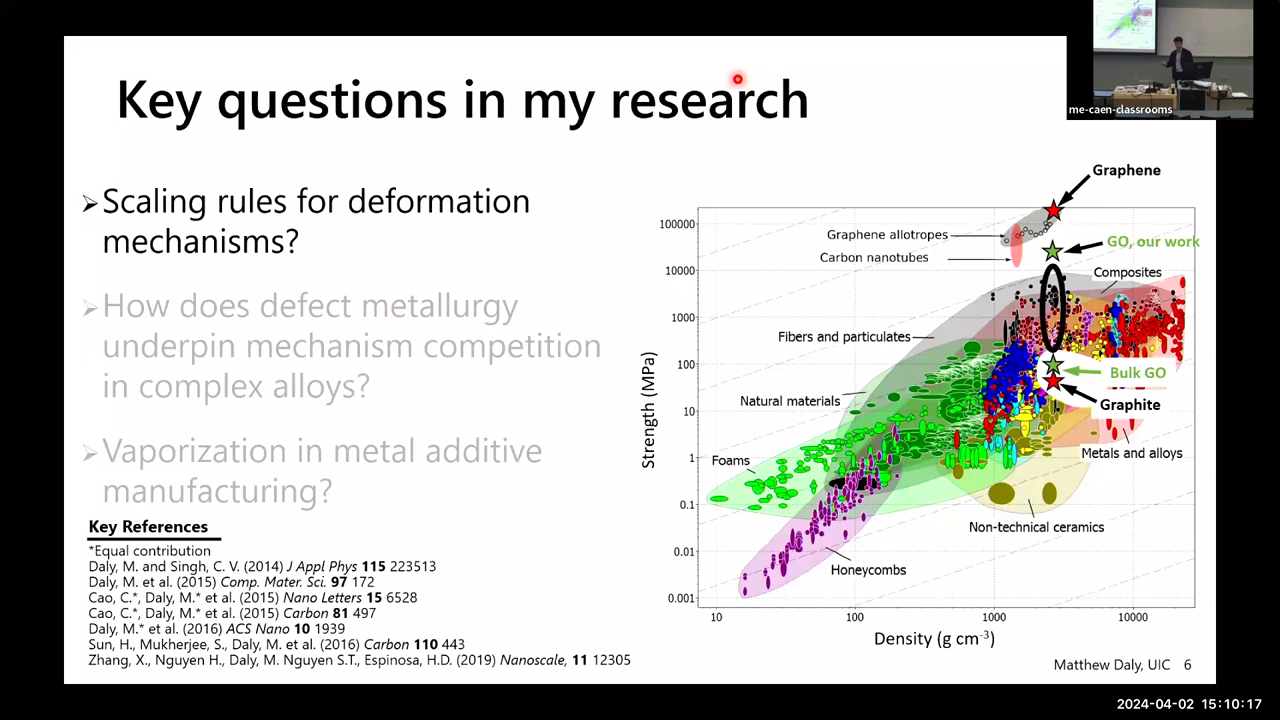 me-caen-classrooms
Key questions in my research
➢Scaling rules for deformation
mechanisms?
➢How does defect metallurgy
underpin mechanism competition
in complex alloys?
➢Vaporization in metal additive
manufacturing?
Key References
*Equal contribution
Daly, M. and Singh, C. V. (2014) J Appl Phys 115 223513
Daly, M. et al. (2015) Comp. Mater. Sci. 97 172
Cao, C.*, Daly, M.* et al. (2015) Nano Letters 15 6528
Cao, C.*, Daly, M.* et al. (2015) Carbon 81 497
Daly, M.* et al. (2016) ACS Nano 10 1939
Sun, H., Mukherjee, S., Daly, M. et al. (2016) Carbon 110 443
Zhang, X., Nguyen H., Daly, M. Nguyen S.T., Espinosa, H.D. (2019) Nanoscale, 11 12305
Graphene
Graphene allotropes
GO, our work
Carbon nanotubes
Composites
Fibers and particulates
Bulk GO
Natural materials
Graphite
Metals and alloys
Foams
Non-technical ceramics
Honeycombs
Strength (MPa)
100000
10000
1000
100
10
1
0.1
0.01
0.001
10 100 1000 10000
Density (g cm-3)
Matthew Daly, UIC 6
2024-04-02 15:10:17